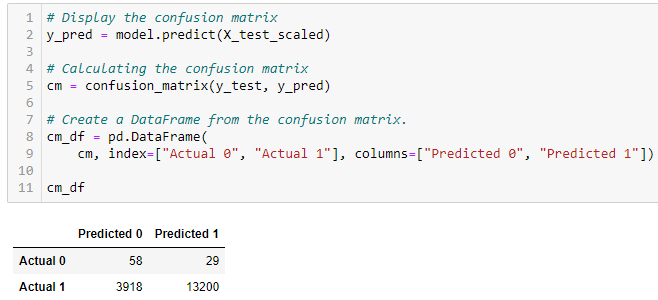 1 # Display the confusion matrix
2 y_pred = model.predict(X_test_scaled)
3
4 # Calculating the confusion matrix
5 cm = confusion_matrix(y_test, y_pred)
6
7 # Create a DataFrame from the confusion matrix.
8 cm_df = pd.DataFrame(
9     cm, index=["Actual 0", "Actual 1"], columns=["Predicted 0", "Predicted 1"])
10
11 cm_df
Predicted 0 Predicted 1
Actual 0 58 29
Actual 1 3918 13200